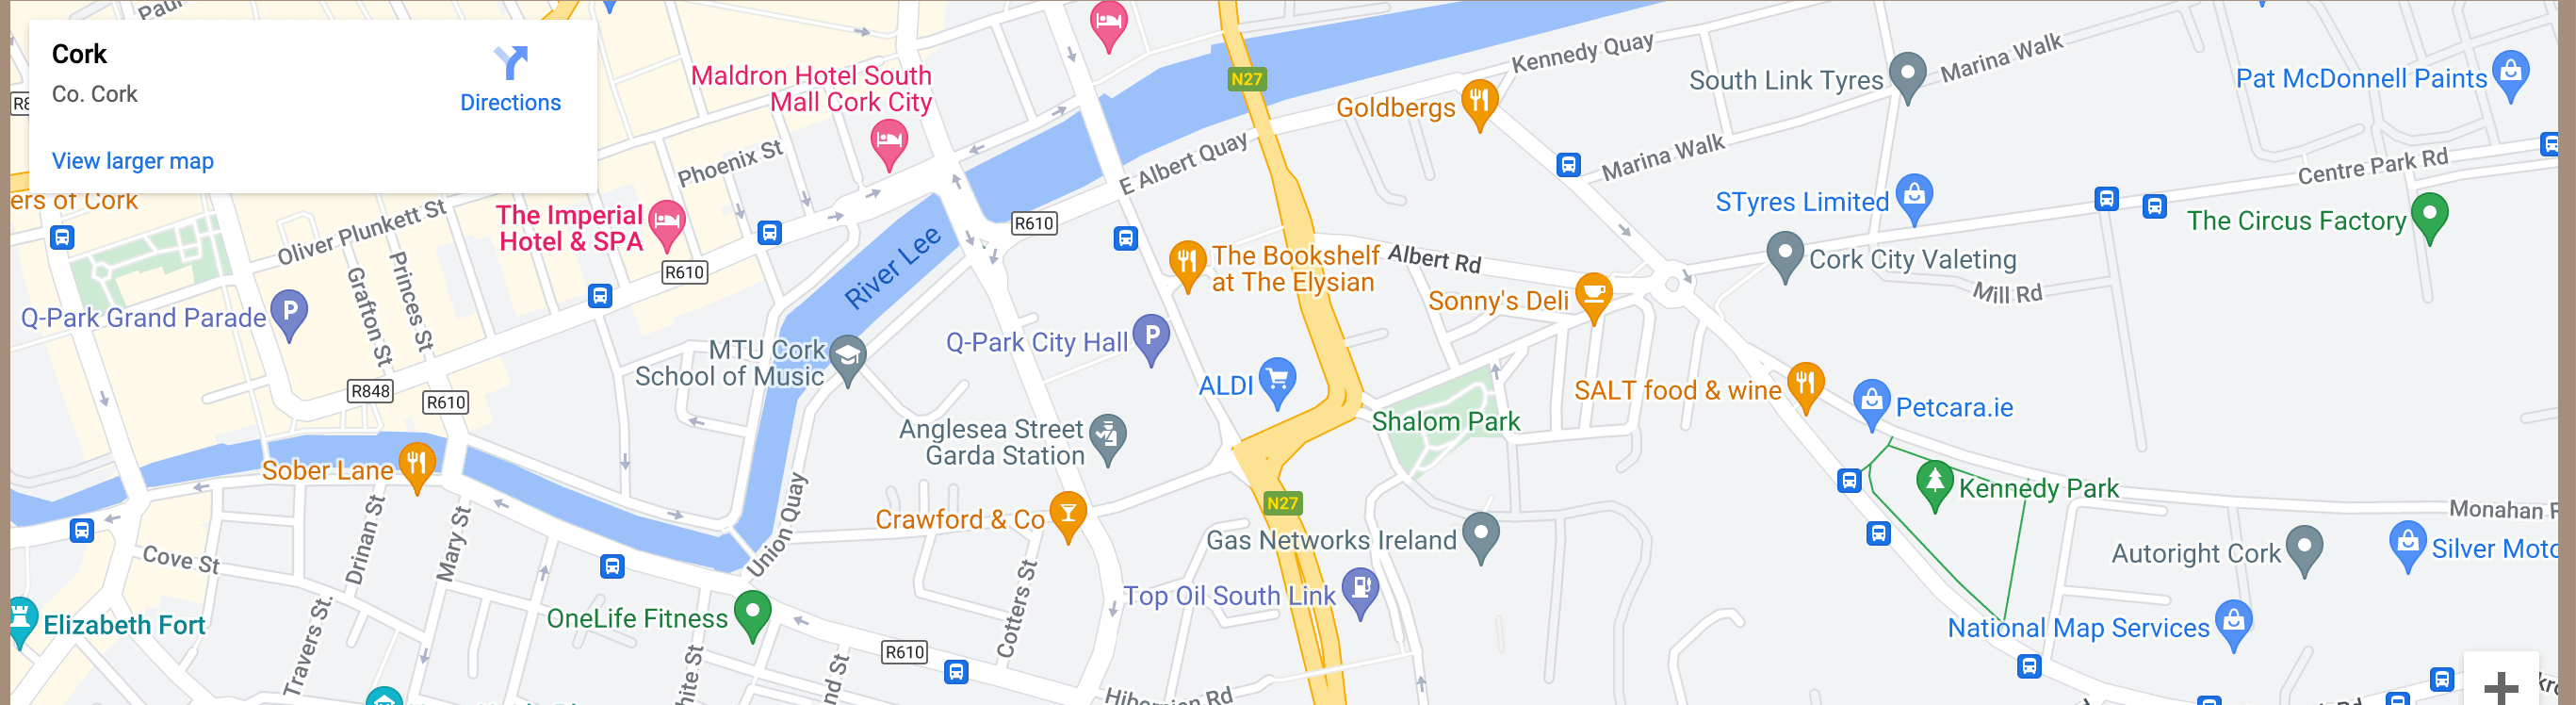 Cork
Co. Cork
View larger map
Directions
ers of Cork
Maldron Hotel South
Mall Cork City
Phoenix St
Oliver Plunkett St
The Imperial
Hotel & SPA
R610
Grafton St
Princes St
Q-Park Grand Parade
River Lee
MTU Cork
School of Music
R848
R610
Sober Lane
Cove St
Drinan St
Mary St
Travers St.
Elizabeth Fort
OneLife Fitness
Union Quay
R610
Cotters St
Hibernian Rd
Crawford & Co
Anglesea Street
Garda Station
Q-Park City Hall
R610
E Albert Quay
N27
Kennedy Quay
Goldbergs
The Bookshelf
at The Elysian
Albert Rd
Sonny's Deli
ALDI
Shalom Park
N27
Gas Networks Ireland
Top Oil South Link
South Link Tyres
Marina Walk
Marina Walk
Pat McDonnell Paints
Centre Park Rd
STyres Limited
The Circus Factory
Cork City Valeting
Mill Rd
SALT food & wine
Petcara.ie
Kennedy Park
Monahan R
Autoright Cork
Silver Moto
National Map Services